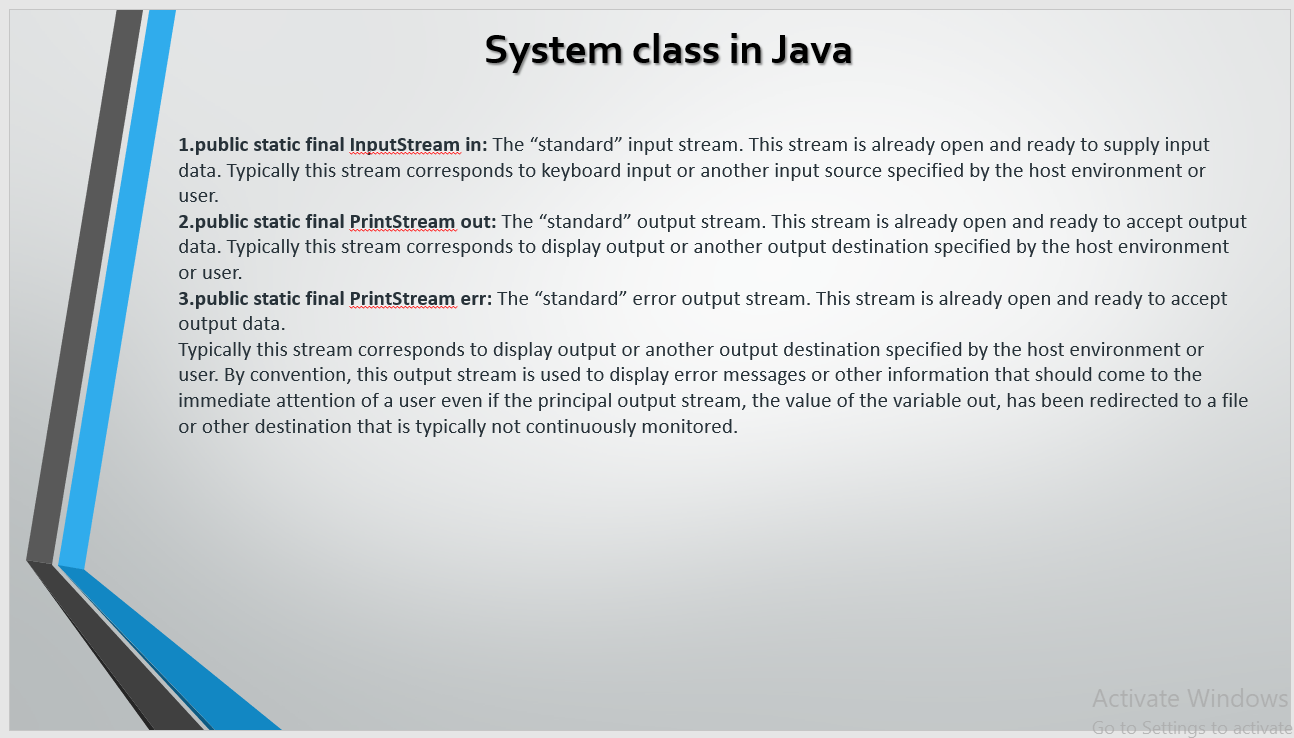 System class in Java
1.public static final InputStream in: The “standard” input stream. This stream is already open and ready to supply input
data. Typically this stream corresponds to keyboard input or another input source specified by the host environment or
user.
2.public static final PrintStream out: The “standard” output stream. This stream is already open and ready to accept output
data. Typically this stream corresponds to display output or another output destination specified by the host environment
or user.
3.public static final PrintStream err: The “standard” error output stream. This stream is already open and ready to accept
output data.
Typically this stream corresponds to display output or another output destination specified by the host environment or
user. By convention, this output stream is used to display error messages or other information that should come to the
immediate attention of a user even if the principal output stream, the value of the variable out, has been redirected to a file
or other destination that is typically not continuously monitored.
Activate Windows
Go to Settings to activate